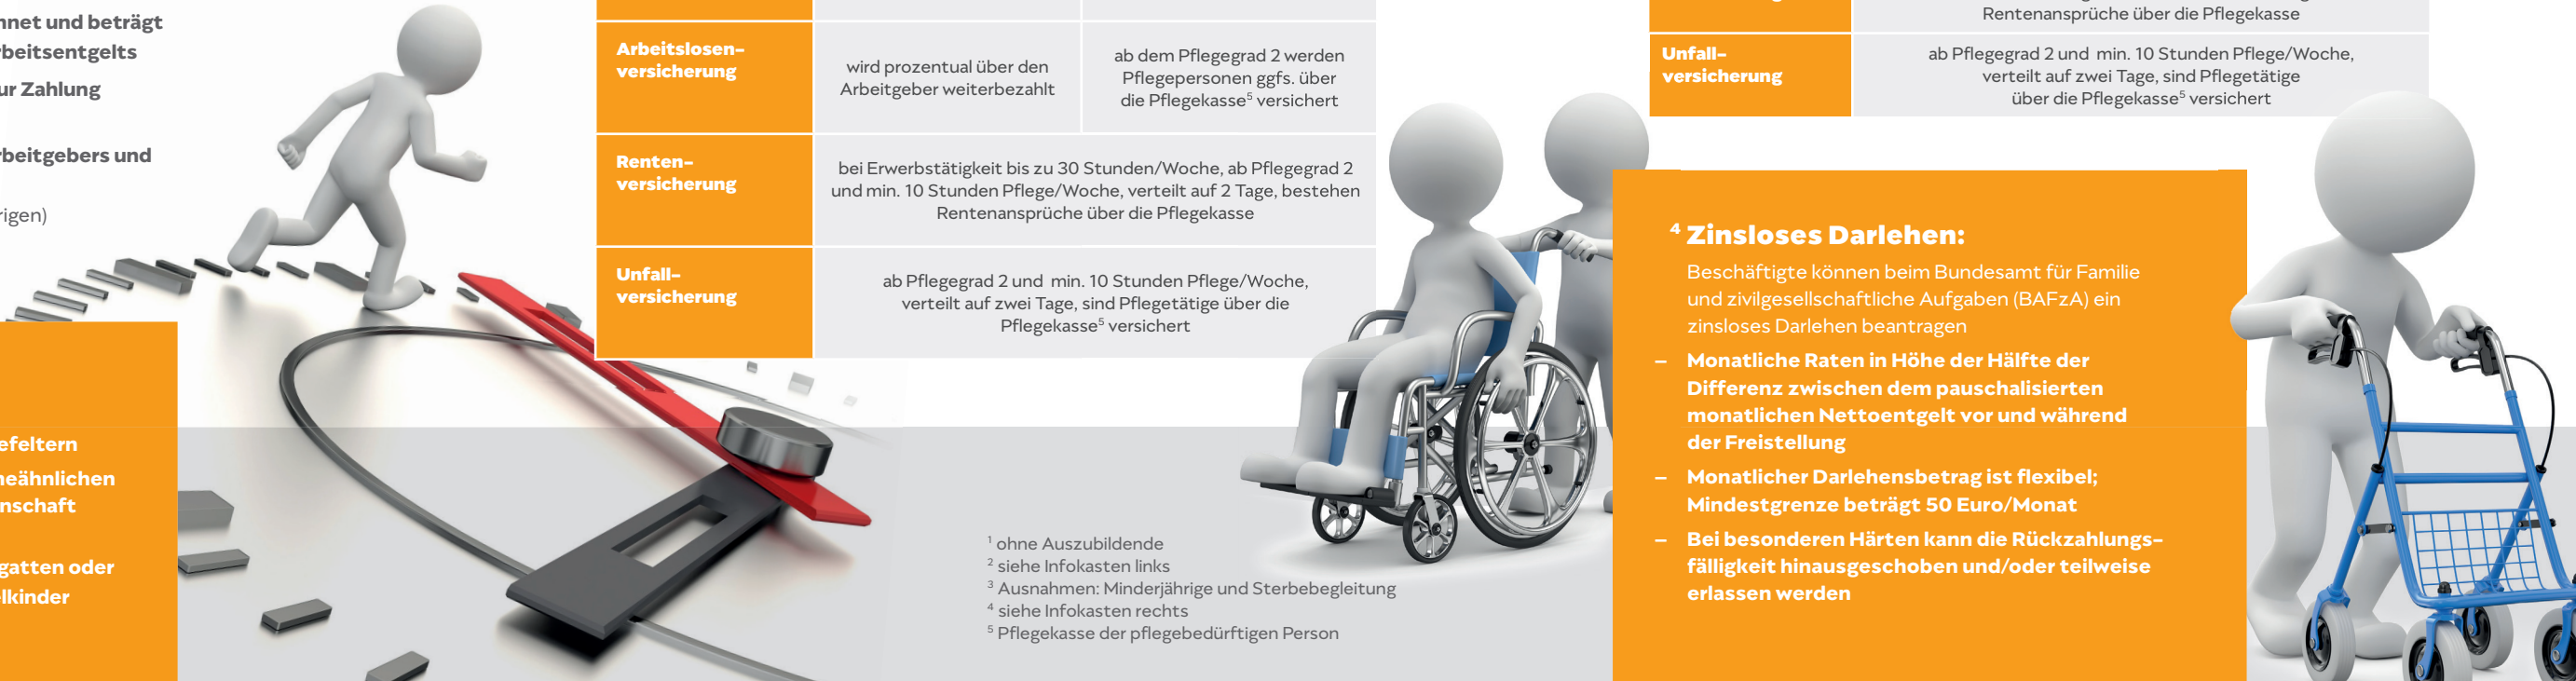 net und beträgt
beitsentgelts
ur Zahlung
beitgebers und
rigen)
efeltern
eähnlichen
nschaft
gatten oder
lkinder
Arbeitslosen-
versicherung
wird prozentual über den
Arbeitgeber weiterbezahlt
ab dem Pflegegrad 2 werden
Pflegepersonen ggfs. über
die Pflegekasse⁵ versichert
Renten-
versicherung
bei Erwerbstätigkeit bis zu 30 Stunden/Woche, ab Pflegegrad 2
und min. 10 Stunden Pflege/Woche, verteilt auf 2 Tage, bestehen
Rentenansprüche über die Pflegekasse
Unfall-
versicherung
ab Pflegegrad 2 und min. 10 Stunden Pflege/Woche,
verteilt auf zwei Tage, sind Pflegetätige über die
Pflegekasse⁵ versichert
¹ ohne Auszubildende
² siehe Infokasten links
³ Ausnahmen: Minderjährige und Sterbebegleitung
⁴ siehe Infokasten rechts
⁵ Pflegekasse der pflegebedürftigen Person
Rentenansprüche über die Pflegekasse
Unfall-
versicherung
ab Pflegegrad 2 und min. 10 Stunden Pflege/Woche,
verteilt auf zwei Tage, sind Pflegetätige
über die Pflegekasse⁵ versichert
⁴ Zinsloses Darlehen:
Beschäftigte können beim Bundesamt für Familie
und zivilgesellschaftliche Aufgaben (BAFzA) ein
zinsloses Darlehen beantragen
– Monatliche Raten in Höhe der Hälfte der
Differenz zwischen dem pauschalisierten
monatlichen Nettoentgelt vor und während
der Freistellung
– Monatlicher Darlehensbetrag ist flexibel;
Mindestgrenze beträgt 50 Euro/Monat
– Bei besonderen Härten kann die Rückzahlungs-
fälligkeit hinausgeschoben und/oder teilweise
erlassen werden